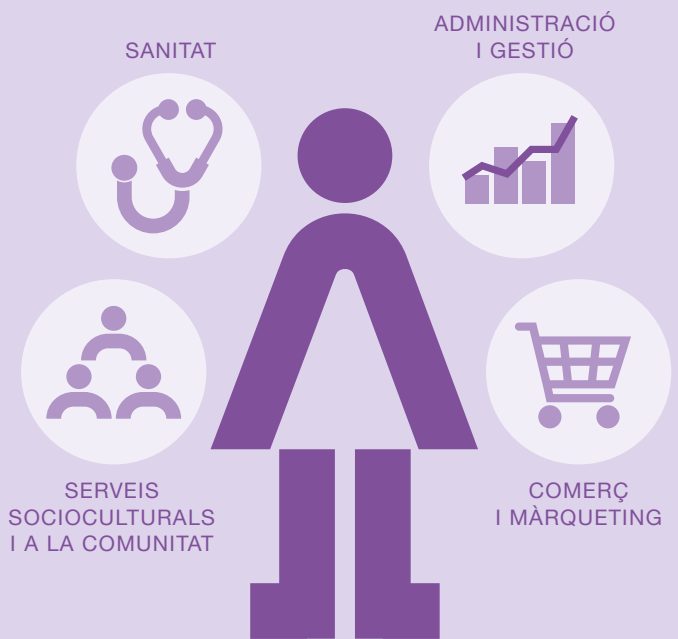 SANITAT
ADMINISTRACIÓ
I GESTIÓ
SERVEIS
SOCIOCULTURALS
I A LA COMUNITAT
COMERÇ
I MÀRQUETING